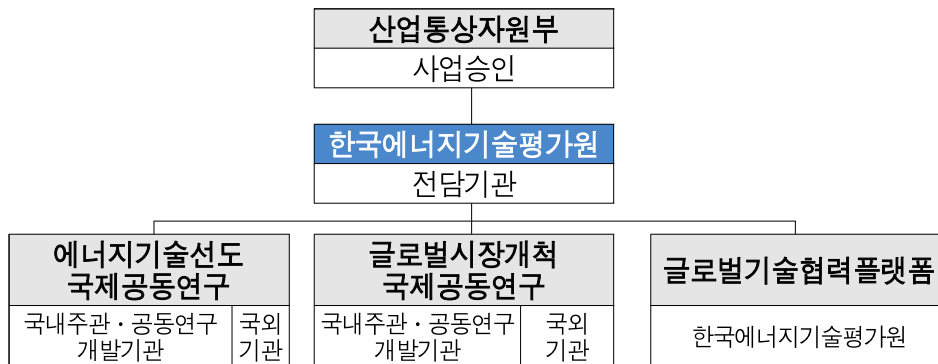 산업통상자원부
사업승인
한국에너지기술평가원
전담기관
에너지기술선도
국제공동연구
국내주관·공동연구
개발기관
국외
기관
글로벌시장개척
국제공동연구
국내주관·공동연구
개발기관
국외
기관
글로벌기술협력플랫폼
한국에너지기술평가원